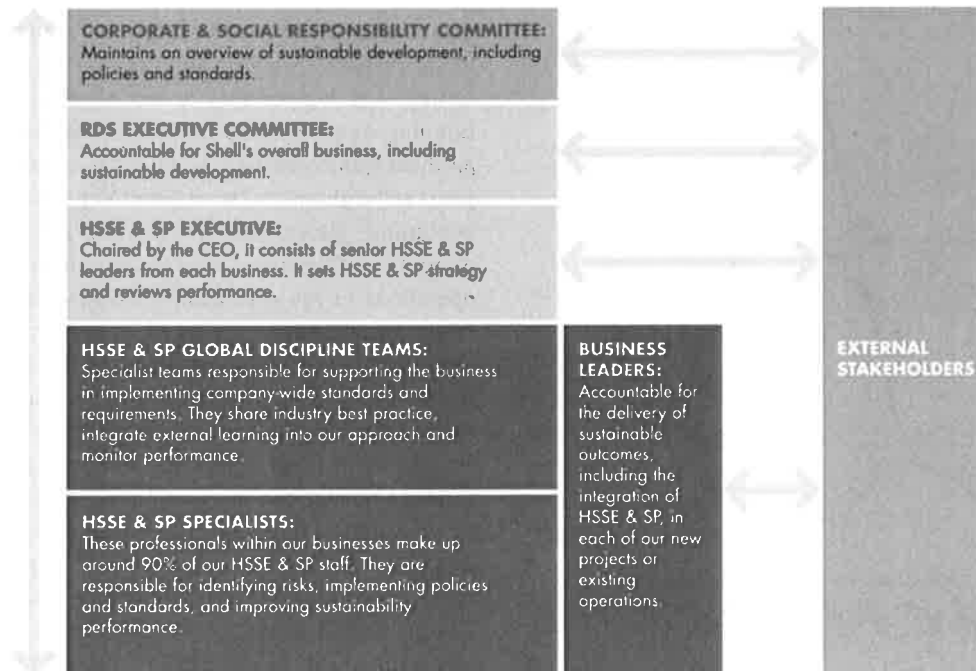 CORPORATE & SOCIAL RESPONSIBILITY COMMITTEE:
Maintains an overview of sustainable development, including
policies and standards.
RDS EXECUTIVE COMMITTEE:
Accountable for Shell's overall business, including
sustainable development.
HSSE & SP EXECUTIVE:
Chaired by the CEO, it consists of senior HSSE & SP
leaders from each business. It sets HSSE & SP strategy
and reviews performance.
HSSE & SP GLOBAL DISCIPLINE TEAMS:
Specialist teams responsible for supporting the business
in implementing company-wide standards and
requirements. They share industry best practice,
integrate external learning into our approach and
monitor performance.
HSSE & SP SPECIALISTS:
These professionals within our businesses make up
around 90% of our HSSE & SP staff. They are
responsible for identifying risks, implementing policies
and standards, and improving sustainability
performance.
BUSINESS
LEADERS:
Accountable for
the delivery of
sustainable
outcomes,
including the
integration of
HSSE & SP, in
each of our new
projects or
existing
operations.
EXTERNAL
STAKEHOLDERS